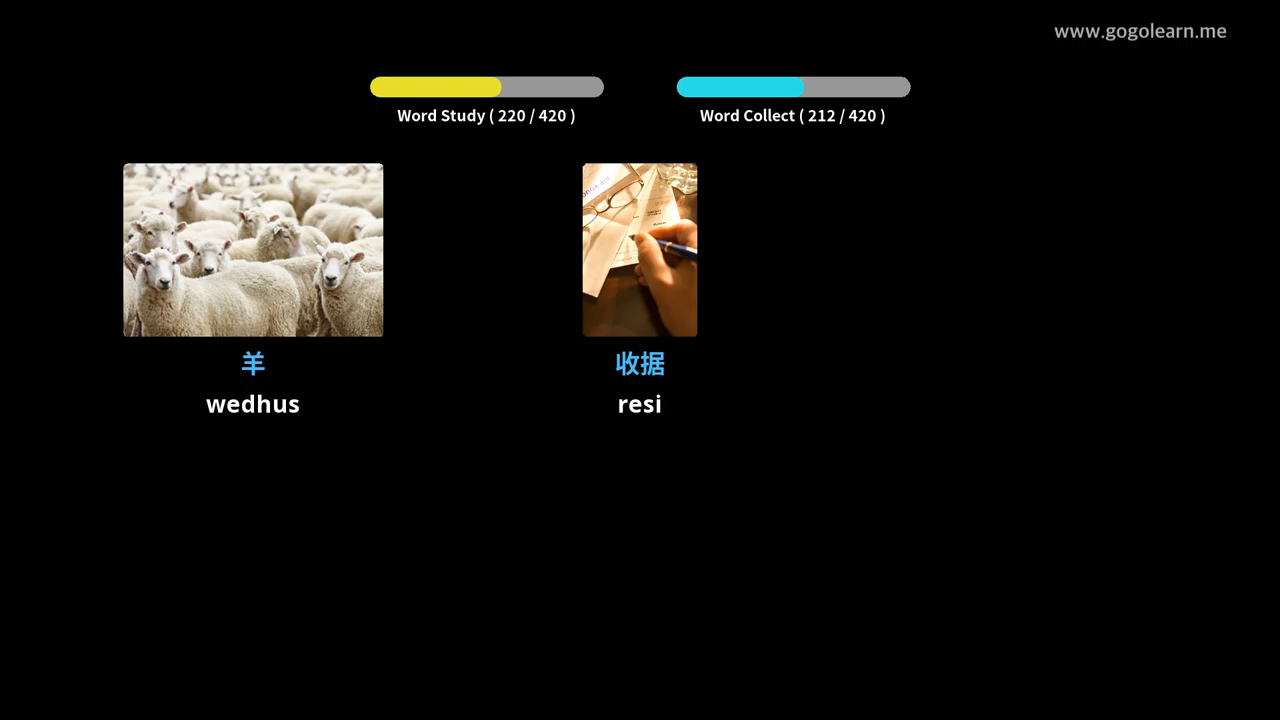 www.gogolearn.me
Word Study ( 220 / 420 )
Word Collect ( 212 / 420 )
羊
收据
wedhus
resi